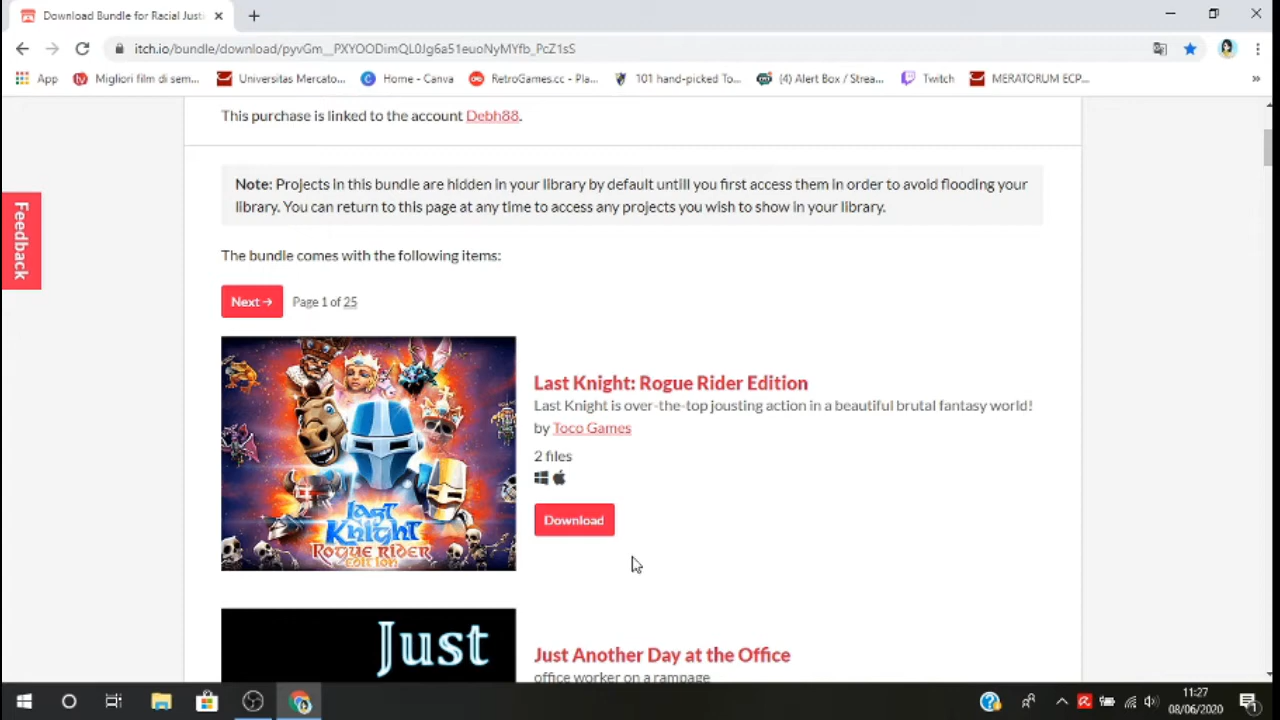 Download Bundle for Racial Just
itch.io/bundle/download/pyvGm__PXYOODimQL0Jg6a51euoNyMYfb_PcZ1sS
App
Migliori film di sem...
Universitas Mercato...
Home - Canva
RetroGames.cc - Pla...
101 hand-picked To...
(4) Alert Box / Strea...
Twitch
MERATORUM ECP...
»
This purchase is linked to the account Debh88.
Feedback
Note: Projects in this bundle are hidden in your library by default untill you first access them in order to avoid flooding your
library. You can return to this page at any time to access any projects you wish to show in your library.
The bundle comes with the following items:
Next →
Page 1 of 25
Last Knight: Rogue Rider Edition
Last Knight is over-the-top jousting action in a beautiful brutal fantasy world!
by Toco Games
2 files
Download
Last
Knight
Rogue Rider
Edition
Just
Just Another Day at the Office
office worker on a rampage
11:27
08/06/2020
1